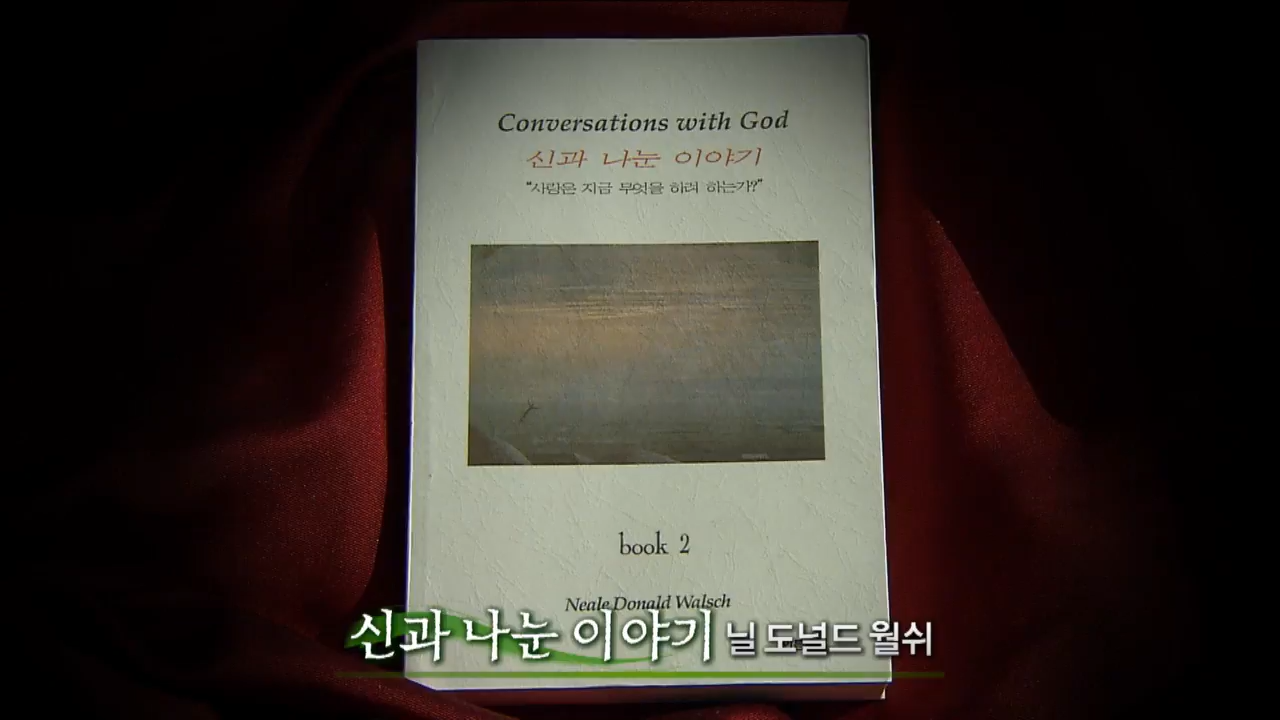 Conversations with God
신과 나눈 이야기
"사랑은 지금 무엇을 하려 하는가?"
book 2
Neale Donald Walsch
신과 나눈 이야기 닐 도널드 월쉬